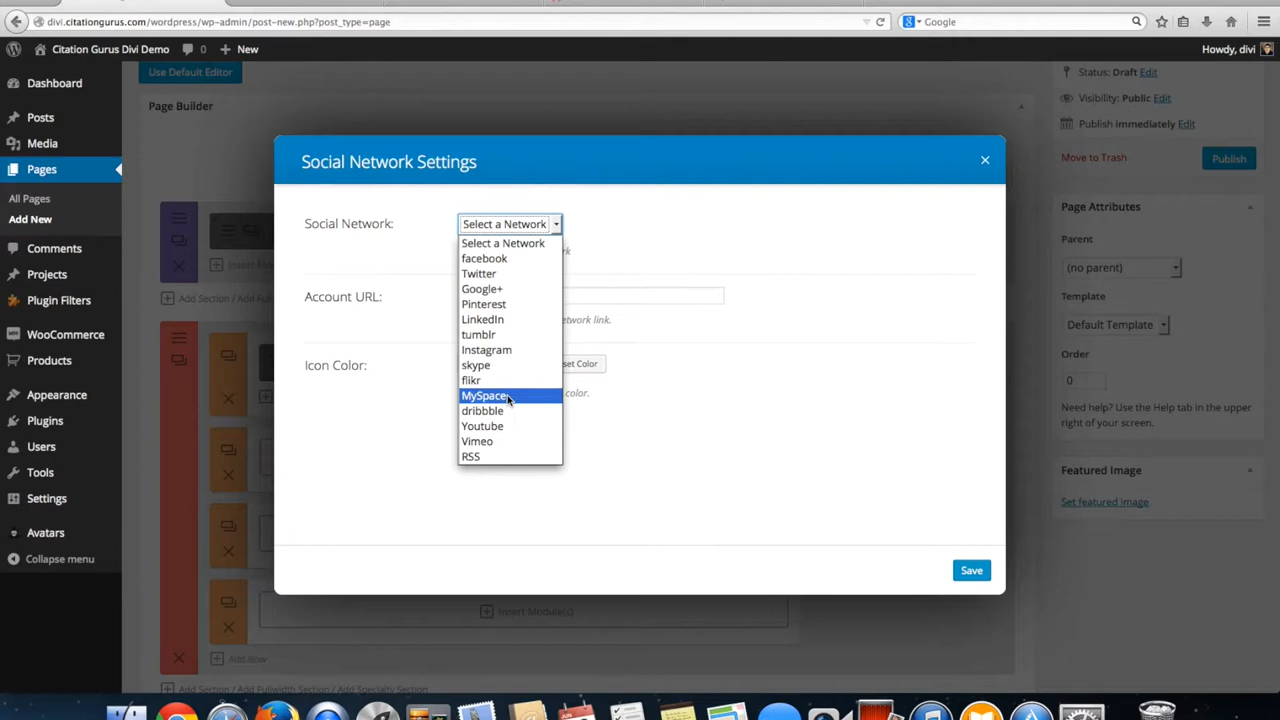 divi.citationgurus.com/wordpress/wp-admin/post-new.php?post_type=page
Google
Citation Gurus Divi Demo
0
New
Howdy, divi
Dashboard
Posts
Media
Pages
All Pages
Add New
Comments
Projects
Plugin Filters
WooCommerce
Products
Appearance
Plugins
Users
Tools
Settings
Avatars
Collapse menu
Use Default Editor
Page Builder
Social Network Settings
Social Network:
Select a Network
Select a Network
facebook
Twitter
Google+
Pinterest
LinkedIn
tumblr
Instagram
skype
flikr
MySpace
dribbble
Youtube
Vimeo
RSS
Account URL:
link.
Icon Color:
Color
color.
Save
Insert Module(s)
Add Row
Add Section / Add Fullwidth Section / Add Specialty Section
Status: Draft Edit
Visibility: Public Edit
Publish immediately Edit
Move to Trash
Publish
Page Attributes
Parent
(no parent)
Template
Default Template
Order
0
Need help? Use the Help tab in the upper
right of your screen.
Featured Image
Set featured image